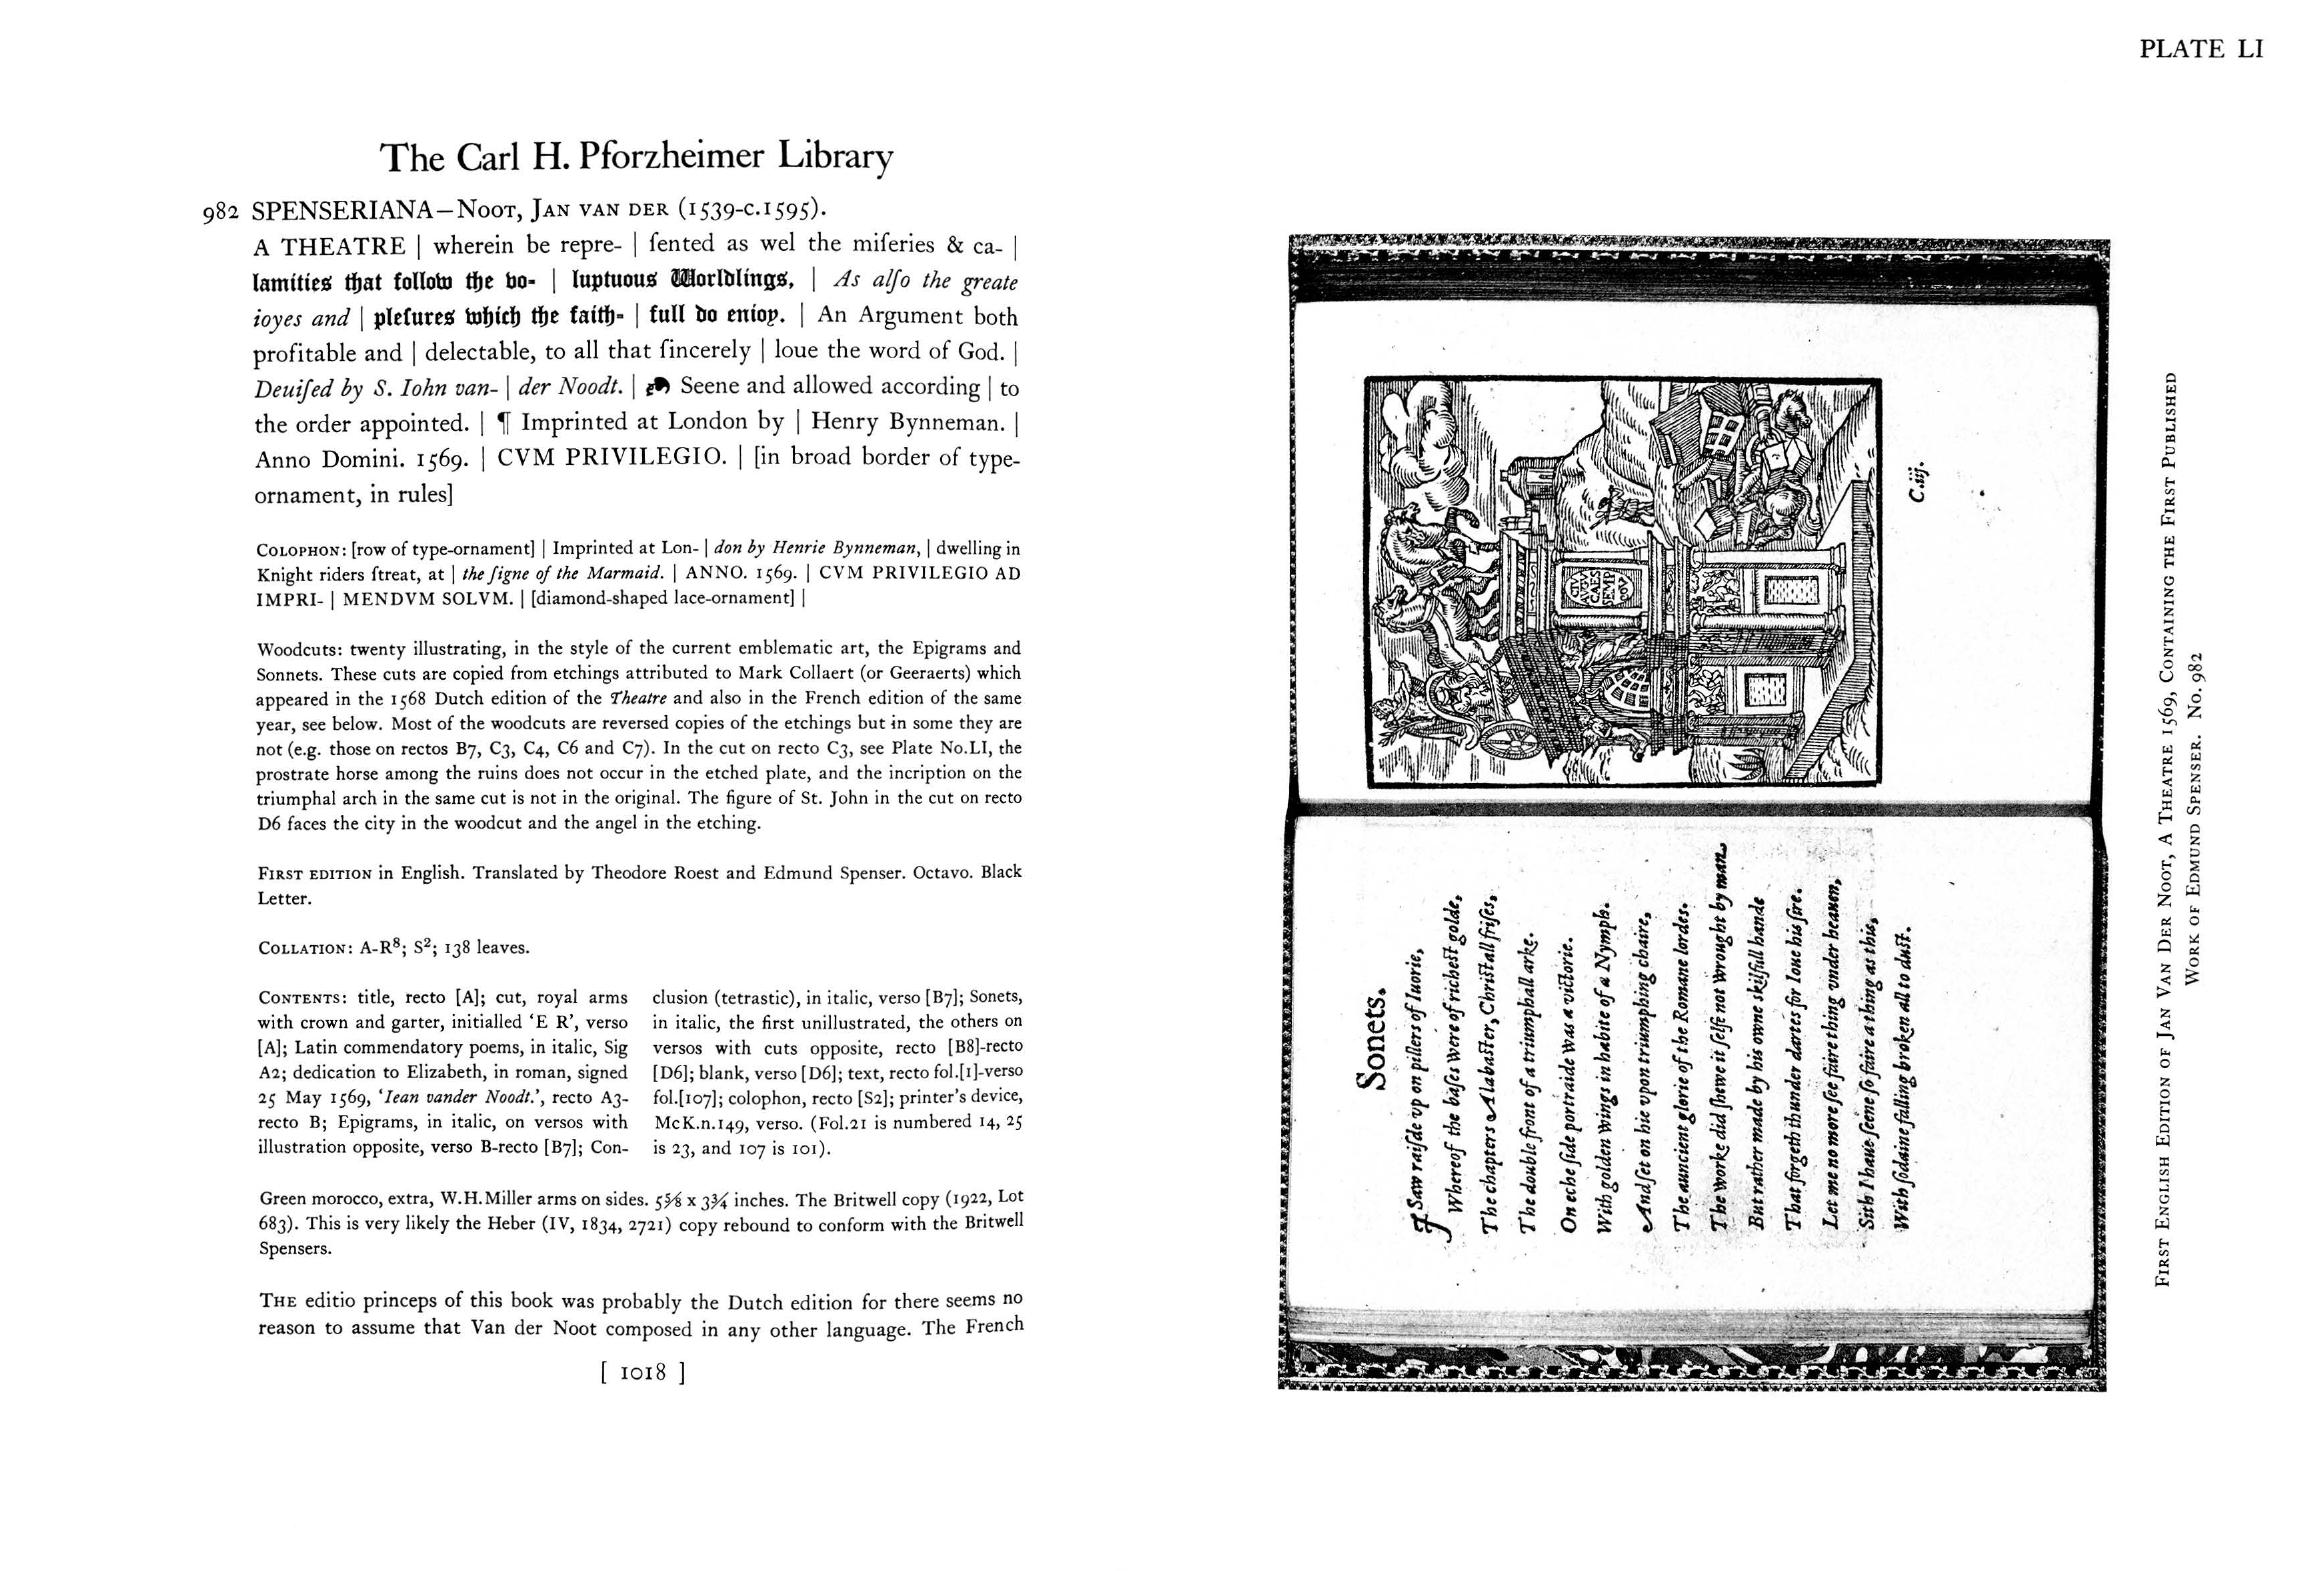 The Carl H. Pforzheimer Library
982 SPENSERIANA—NOOT, JAN VAN DER (1539-C.1595).
A THEATRE | wherein be repre- | ſented as wel the miſeries & ca- |
lamities that follow the vo- | luptuous Worldlings, | As alſo the greate
ioyes and | pleſures which the faith- | full do enioy. | An Argument both
profitable and | delectable, to all that ſincerely | loue the word of God. |
Deuiſed by S. Iohn van- | der Noodt. | ❧ Seene and allowed according | to
the order appointed. | ¶ Imprinted at London by | Henry Bynneman. |
Anno Domini. 1569. | CVM PRIVILEGIO. | [in broad border of type-
ornament, in rules]
COLOPHON: [row of type-ornament] | Imprinted at Lon- | don by Henrie Bynneman, | dwelling in
Knight riders ſtreat, at | the ſigne of the Marmaid. | ANNO. 1569. | CVM PRIVILEGIO AD
IMPRI- | MENDVM SOLVM. | [diamond-shaped lace-ornament] |
Woodcuts: twenty illustrating, in the style of the current emblematic art, the Epigrams and
Sonnets. These cuts are copied from etchings attributed to Mark Collaert (or Geeraerts) which
appeared in the 1568 Dutch edition of the Theatre and also in the French edition of the same
year, see below. Most of the woodcuts are reversed copies of the etchings but in some they are
not (e.g. those on rectos B7, C3, C4, C6 and C7). In the cut on recto C3, see Plate No.LI, the
prostrate horse among the ruins does not occur in the etched plate, and the incription on the
triumphal arch in the same cut is not in the original. The figure of St. John in the cut on recto
D6 faces the city in the woodcut and the angel in the etching.
FIRST EDITION in English. Translated by Theodore Roest and Edmund Spenser. Octavo. Black
Letter.
COLLATION: A-R⁸; S²; 138 leaves.
CONTENTS: title, recto [A]; cut, royal arms
with crown and garter, initialled ‘E R’, verso
[A]; Latin commendatory poems, in italic, Sig
A2; dedication to Elizabeth, in roman, signed
25 May 1569, ‘Iean vander Noodt.’, recto A3-
recto B; Epigrams, in italic, on versos with
illustration opposite, verso B-recto [B7]; Con-
clusion (tetrastic), in italic, verso [B7]; Sonets,
in italic, the first unillustrated, the others on
versos with cuts opposite, recto [B8]-recto
[D6]; blank, verso [D6]; text, recto fol.[1]-verso
fol.[107]; colophon, recto [S2]; printer's device,
McK.n.149, verso. (Fol.21 is numbered 14, 25
is 23, and 107 is 101).
Green morocco, extra, W.H.Miller arms on sides. 5⅝ x 3¾ inches. The Britwell copy (1922, Lot
683). This is very likely the Heber (IV, 1834, 2721) copy rebound to conform with the Britwell
Spensers.
THE editio princeps of this book was probably the Dutch edition for there seems no
reason to assume that Van der Noot composed in any other language. The French
[ 1018 ]
PLATE LI
Sonets.
I Saw raiſde vp on pillers of Iuorie,
Whereof the baſes were of richeſt golde,
The chapters Alabaſter, Chriſtall friſes,
The double front of a triumphall arke.
On eche ſide portraide was a victorie.
With golden wings in habite of a Nymph.
And ſet on hie vpon triumphing chaire,
The auncient glorie of the Romane lordes.
The worke did ſhewe it ſelfe not wrought by man,
But rather made by his owne skilfull hande
That forgeth thunder dartes for Ioue his ſire.
Let me no more ſee faire thing vnder heauen,
Sith I haue ſeene ſo faire a thing as this,
With ſodaine falling broken all to duſt.
C.iij.
FIRST ENGLISH EDITION OF JAN VAN DER NOOT, A THEATRE 1569, CONTAINING THE FIRST PUBLISHED
WORK OF EDMUND SPENSER. NO. 982